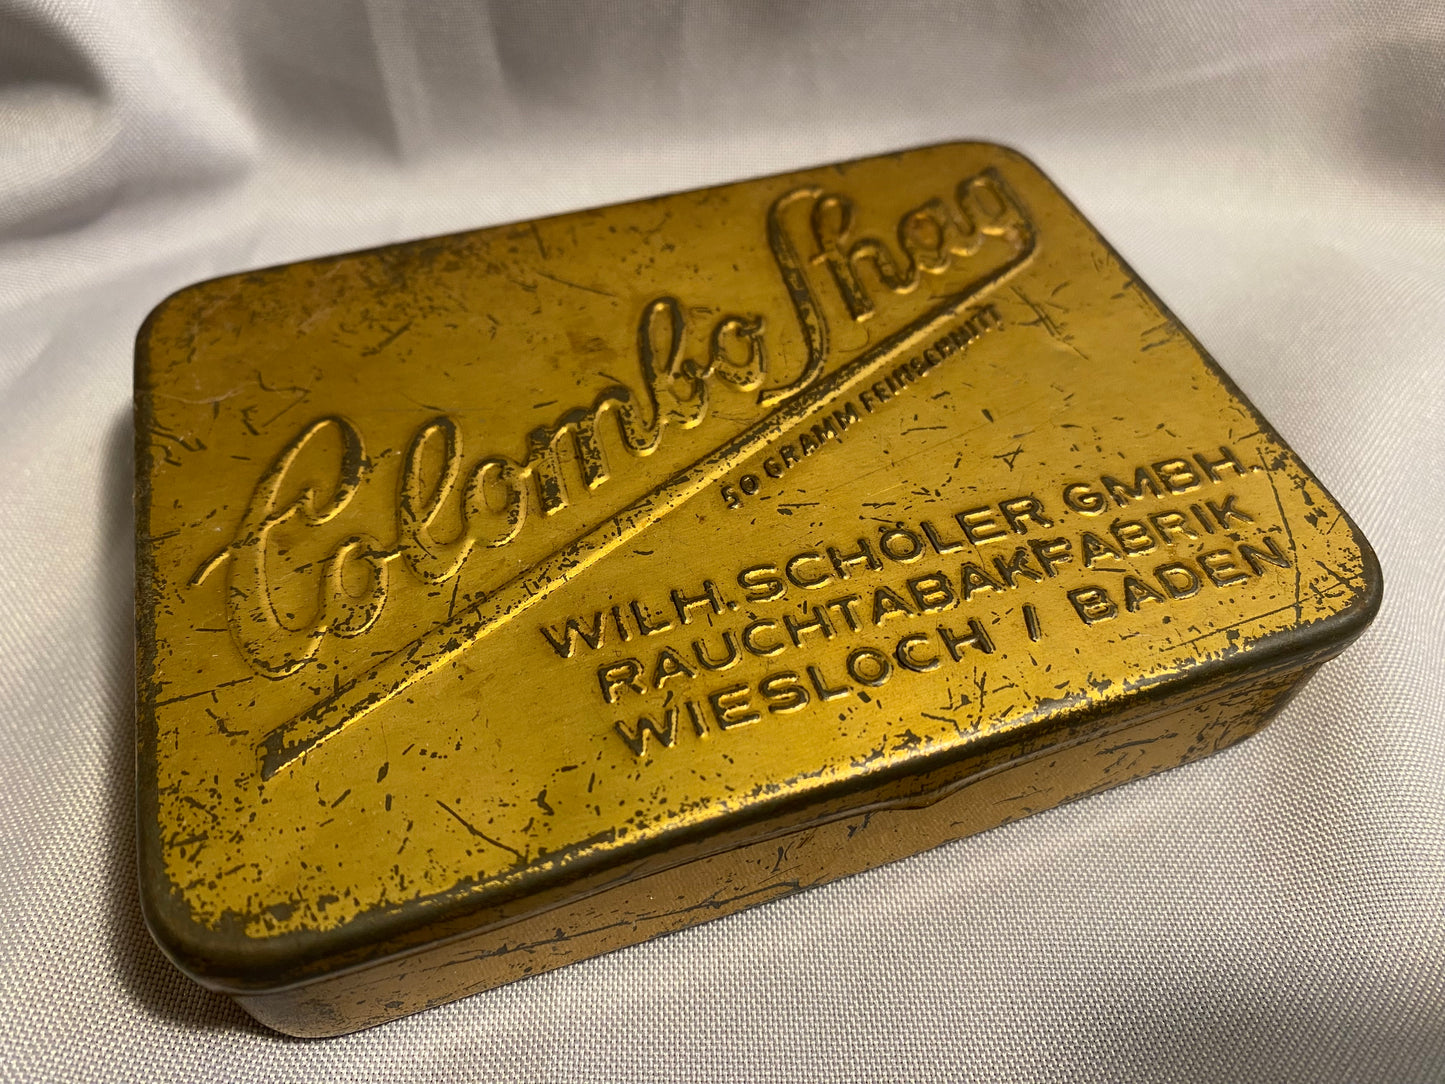 Colombo Shag
50 GRAMM FEINSCHNITT
WILH. SCHÖLER GMBH.
RAUCHTABAKFABRIK
WIESLOCH / BADEN